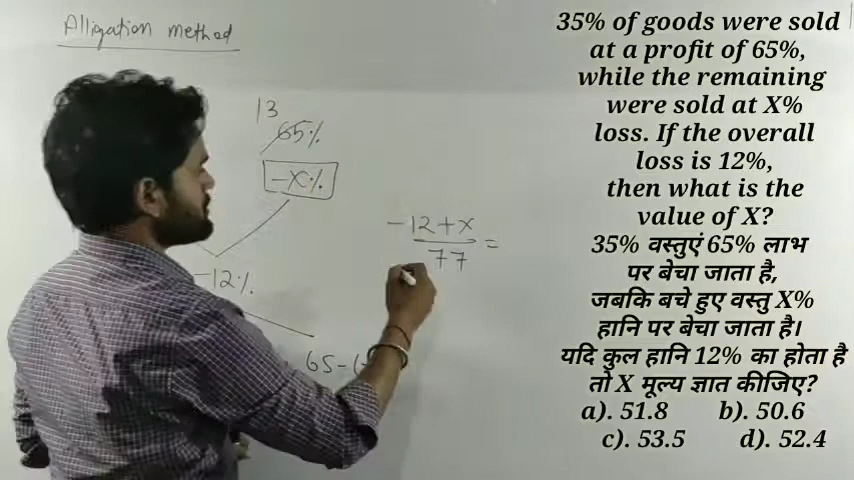 Alligation method
35% of goods were sold
at a profit of 65%,
while the remaining
were sold at X%
loss. If the overall
loss is 12%,
then what is the
value of X?
35% वस्तुएं 65% लाभ
पर बेचा जाता है,
जबकि बचे हुए वस्तु X%
हानि पर बेचा जाता है।
यदि कुल हानि 12% का होता है
तो X मूल्य ज्ञात कीजिए?
a). 51.8 b). 50.6
c). 53.5 d). 52.4
13
65%
-X%
-12%
65-(
-12+x
77
=